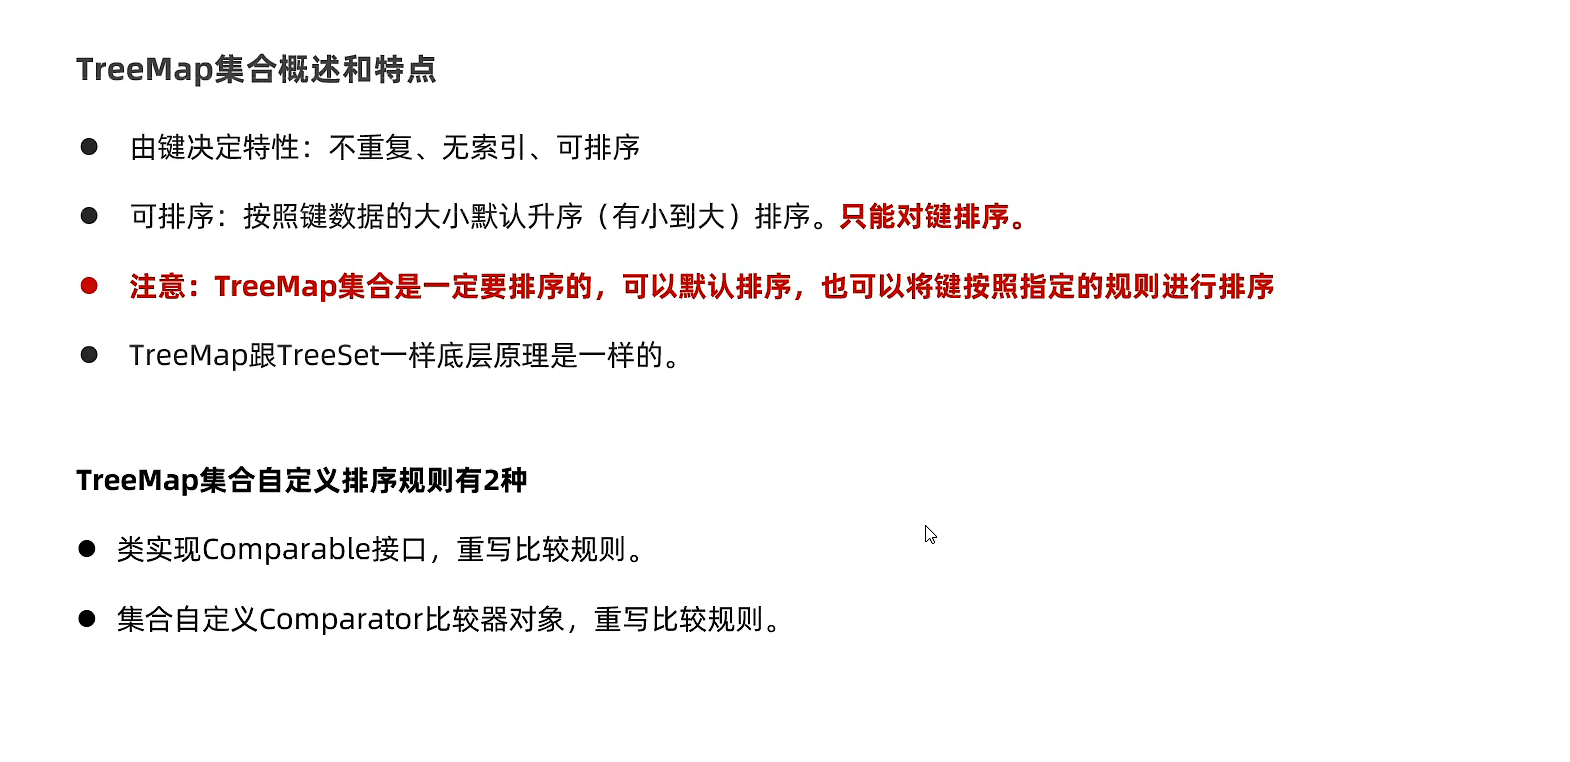 TreeMap集合概述和特点
● 由键决定特性：不重复、无索引、可排序
● 可排序：按照键数据的大小默认升序（有小到大）排序。只能对键排序。
● 注意：TreeMap集合是一定要排序的，可以默认排序，也可以将键按照指定的规则进行排序
● TreeMap跟TreeSet一样底层原理是一样的。
TreeMap集合自定义排序规则有2种
● 类实现Comparable接口，重写比较规则。
● 集合自定义Comparator比较器对象，重写比较规则。